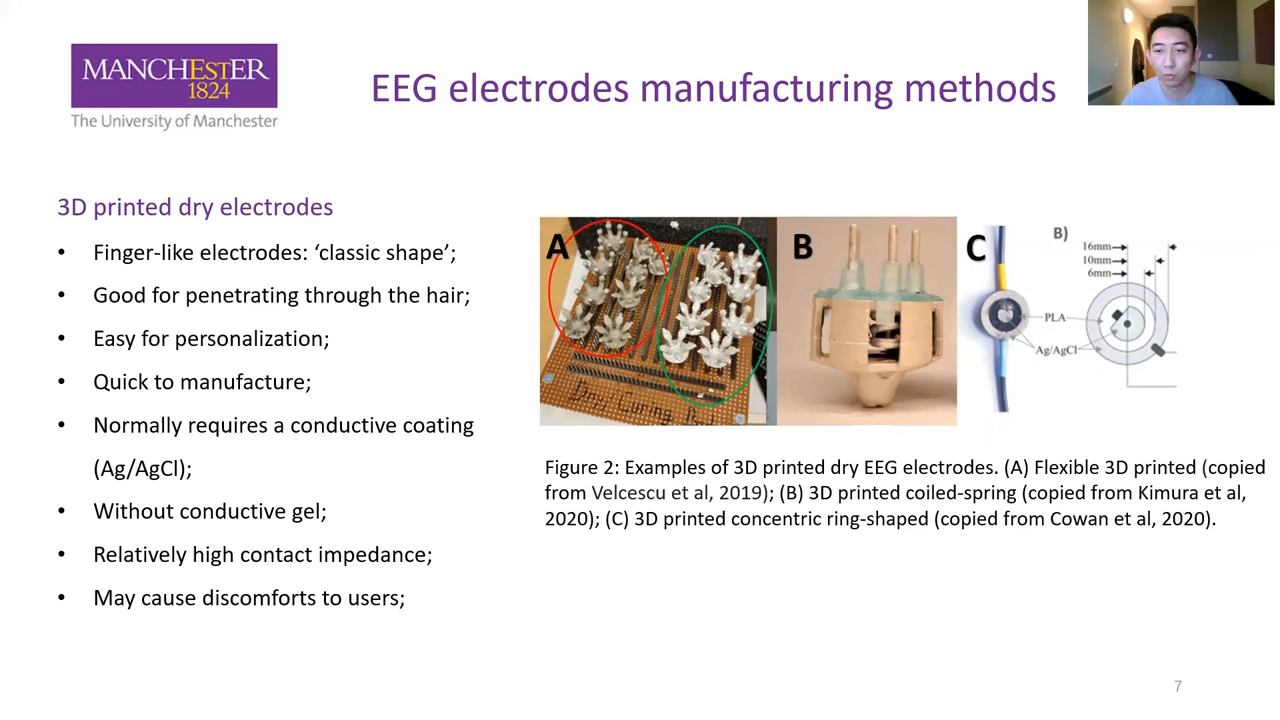 MANCHESTER
1824
The University of Manchester
EEG electrodes manufacturing methods
3D printed dry electrodes
• Finger-like electrodes: ‘classic shape’;
• Good for penetrating through the hair;
• Easy for personalization;
• Quick to manufacture;
• Normally requires a conductive coating
(Ag/AgCl);
• Without conductive gel;
• Relatively high contact impedance;
• May cause discomforts to users;
A
B
C
B)
16mm
10mm
6mm
PLA
Ag/AgCl
Figure 2: Examples of 3D printed dry EEG electrodes. (A) Flexible 3D printed (copied
from Velcescu et al, 2019); (B) 3D printed coiled-spring (copied from Kimura et al,
2020); (C) 3D printed concentric ring-shaped (copied from Cowan et al, 2020).
7